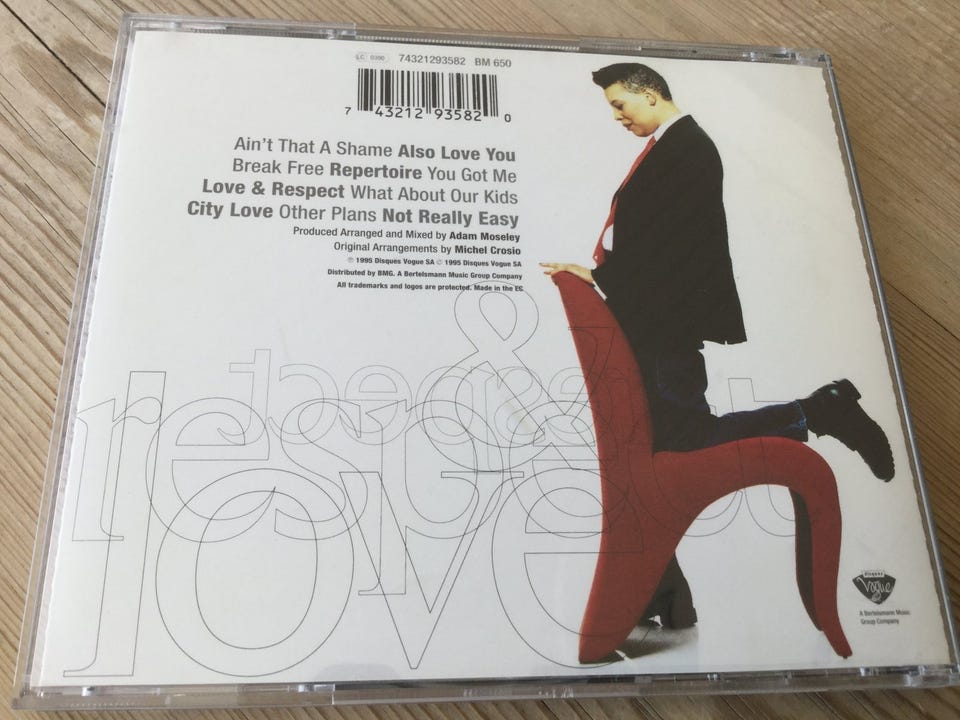 LC 0390 74321293582 BM 650
7 43212 93582 0
Ain't That A Shame Also Love You
Break Free Repertoire You Got Me
Love & Respect What About Our Kids
City Love Other Plans Not Really Easy
Produced Arranged and Mixed by Adam Moseley
Original Arrangements by Michel Crosio
℗ 1995 Disques Vogue SA © 1995 Disques Vogue SA
Distributed by BMG. A Bertelsmann Music Group Company
All trademarks and logos are protected. Made in the EC
&
respect
love
Disques
Vogue
A Bertelsmann Music
Group Company